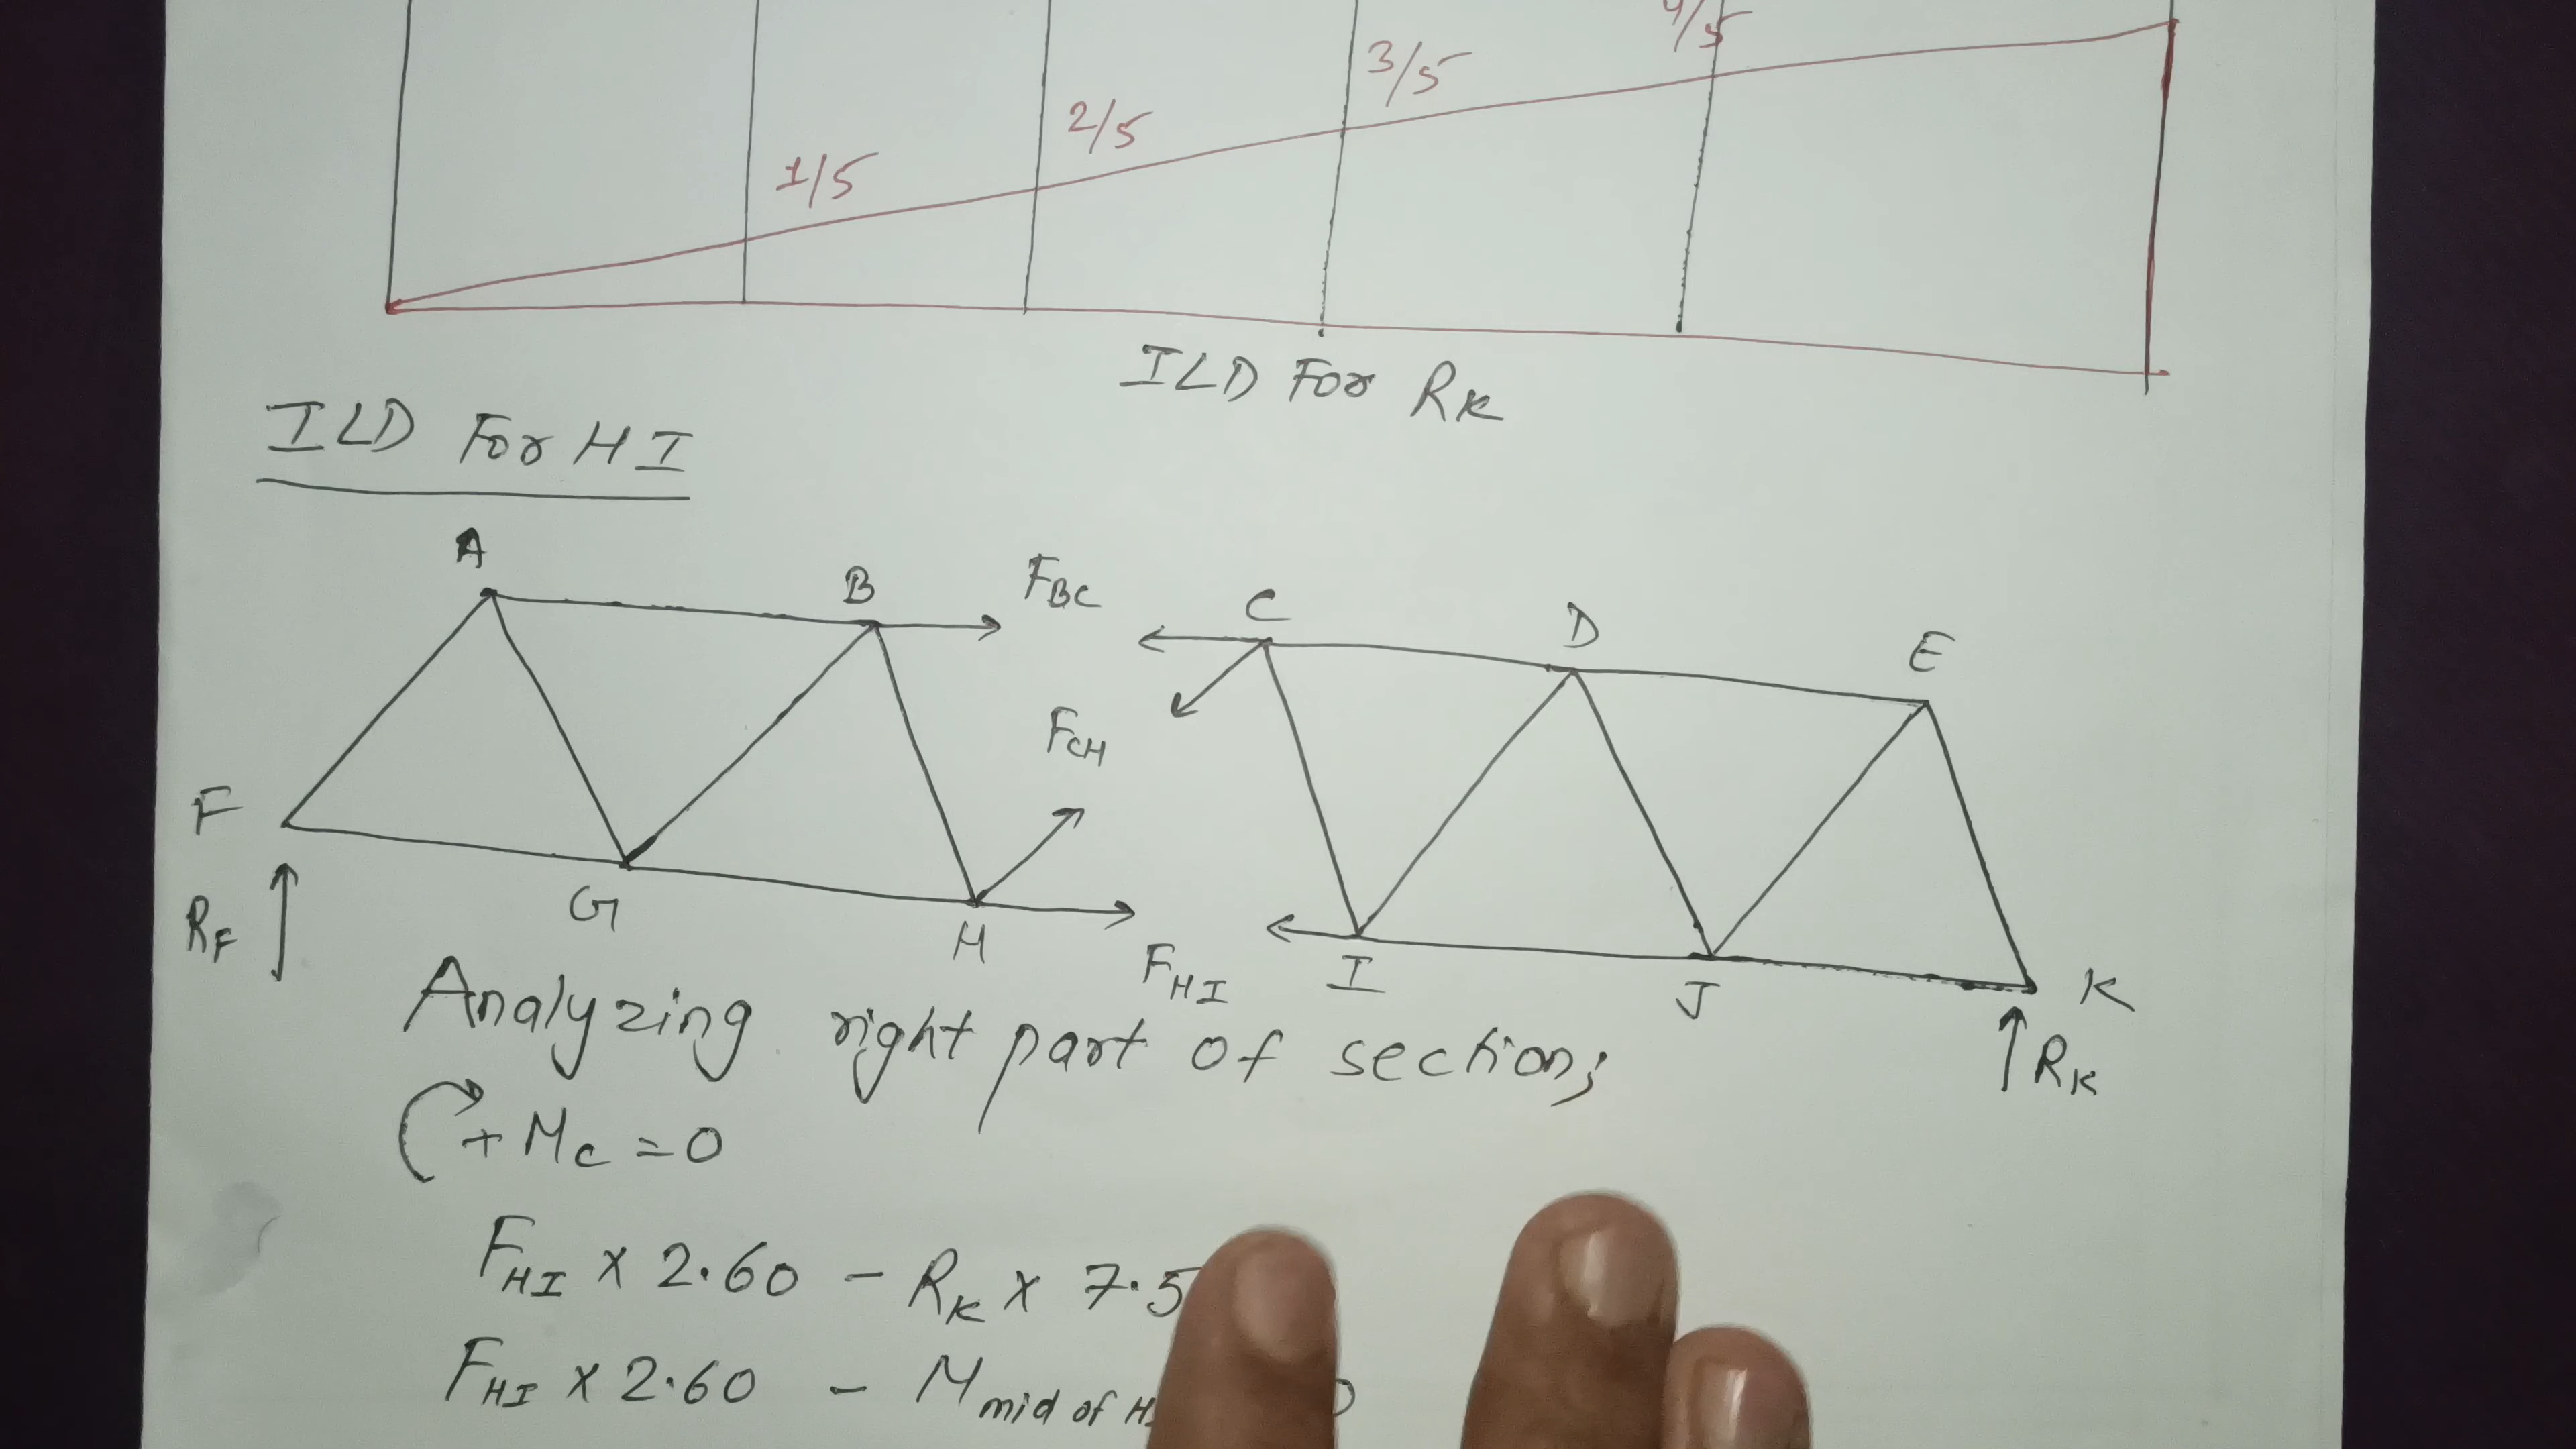 4/5
3/5
2/5
1/5
ILD For RK
ILD For HI
A
B
FBC
C
D
E
FCH
F
RF
G
H
FHI
I
J
K
RK
Analyzing right part of section;
+ Mc = 0
FHI x 2.60 - RK x 7.5
FHI x 2.60 - M mid of